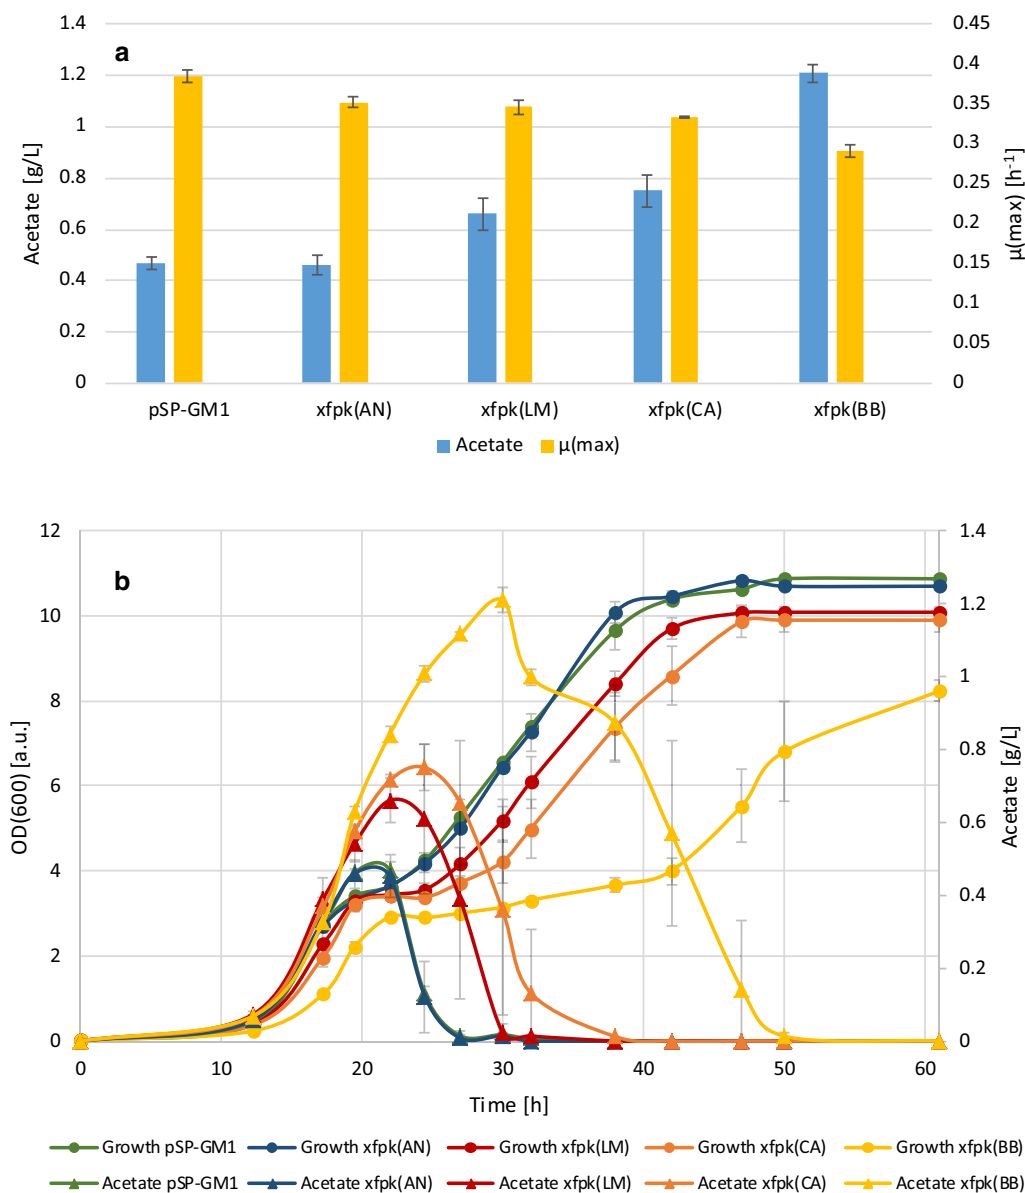 a
Acetate [g/L]
1.4
1.2
1
0.8
0.6
0.4
0.2
0
0.45
0.4
0.35
0.3
0.25
0.2
0.15
0.1
0.05
0
μ(max) [h⁻¹]
pSP-GM1 xfpk(AN) xfpk(LM) xfpk(CA) xfpk(BB)
Acetate μ(max)
b
OD(600) [a.u.]
12
10
8
6
4
2
0
1.4
1.2
1
0.8
0.6
0.4
0.2
0
Acetate [g/L]
0 10 20 30 40 50 60
Time [h]
Growth pSP-GM1 Growth xfpk(AN) Growth xfpk(LM) Growth xfpk(CA) Growth xfpk(BB)
Acetate pSP-GM1 Acetate xfpk(AN) Acetate xfpk(LM) Acetate xfpk(CA) Acetate xfpk(BB)